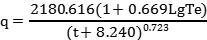 q = 2180.616(1+ 0.669LgTe) / (t+ 8.240)^0.723